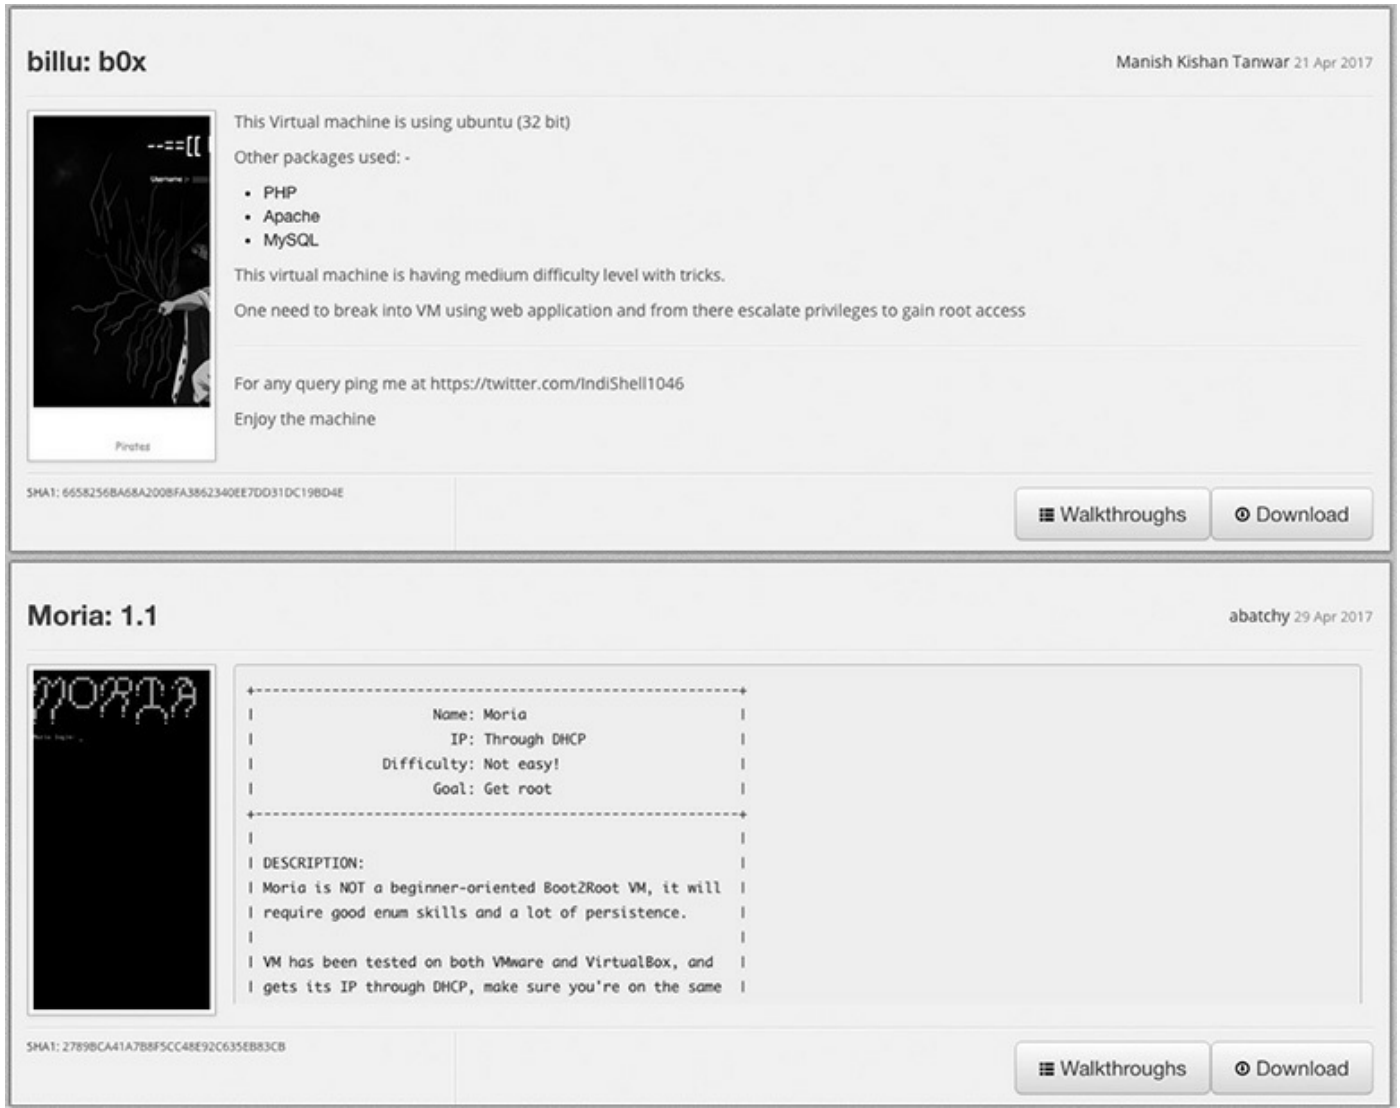 billu: b0x
Manish Kishan Tanwar 21 Apr 2017
--==[[
Username :-
Pirates
This Virtual machine is using ubuntu (32 bit)
Other packages used: -
• PHP
• Apache
• MySQL
This virtual machine is having medium difficulty level with tricks.
One need to break into VM using web application and from there escalate privileges to gain root access
For any query ping me at https://twitter.com/IndiShell1046
Enjoy the machine
SHA1: 6658256BA68A200BFA3862340EE7DD31DC19BD4E
Walkthroughs
Download
Moria: 1.1
abatchy 29 Apr 2017
MORIA
Moria login: _
+---------------------------------------------------------+
| Name: Moria |
| IP: Through DHCP |
| Difficulty: Not easy! |
| Goal: Get root |
+---------------------------------------------------------+
| |
| DESCRIPTION: |
| Moria is NOT a beginner-oriented Boot2Root VM, it will |
| require good enum skills and a lot of persistence. |
| |
| VM has been tested on both VMware and VirtualBox, and |
| gets its IP through DHCP, make sure you're on the same |
SHA1: 2789BCA41A7B8F5CC48E92C635EB83CB
Walkthroughs
Download